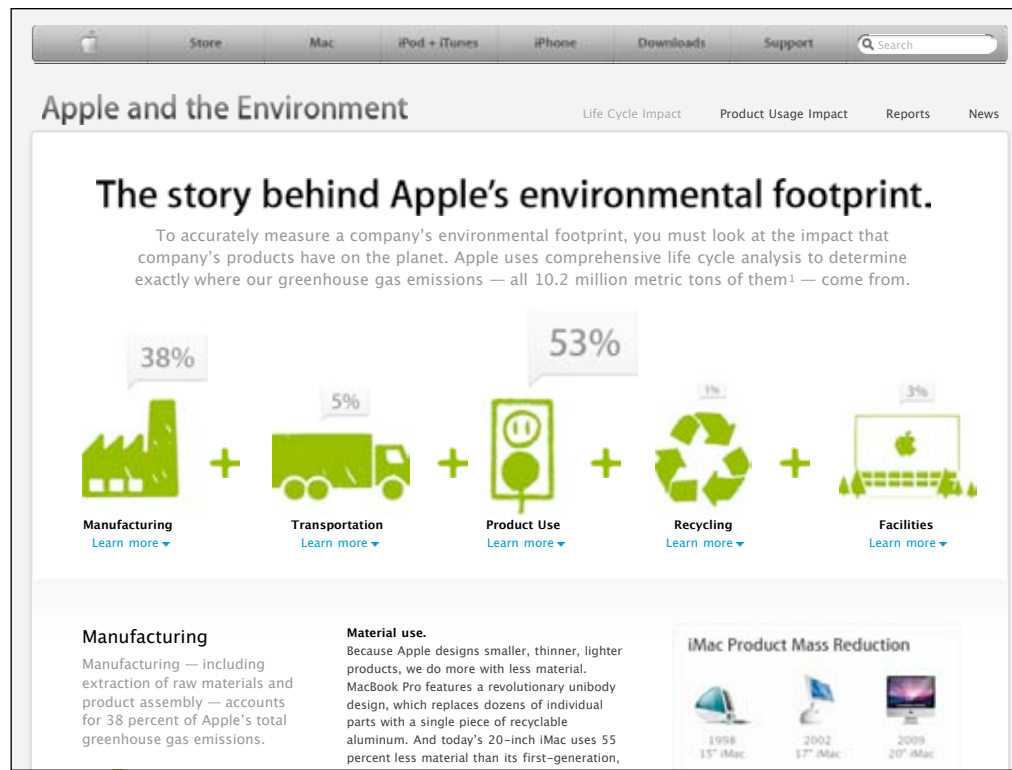 Store Mac iPod + iTunes iPhone Downloads Support Search
Apple and the Environment
Life Cycle Impact Product Usage Impact Reports News
The story behind Apple’s environmental footprint.
To accurately measure a company’s environmental footprint, you must look at the impact that
company’s products have on the planet. Apple uses comprehensive life cycle analysis to determine
exactly where our greenhouse gas emissions — all 10.2 million metric tons of them1 — come from.
38%
5%
53%
1%
3%
+ + + +
Manufacturing Transportation Product Use Recycling Facilities
Learn more Learn more Learn more Learn more Learn more
Manufacturing
Manufacturing — including
extraction of raw materials and
product assembly — accounts
for 38 percent of Apple’s total
greenhouse gas emissions.
Material use.
Because Apple designs smaller, thinner, lighter
products, we do more with less material.
MacBook Pro features a revolutionary unibody
design, which replaces dozens of individual
parts with a single piece of recyclable
aluminum. And today’s 20-inch iMac uses 55
percent less material than its first-generation,
iMac Product Mass Reduction
1998 2002 2009
15" iMac 17" iMac 20" iMac